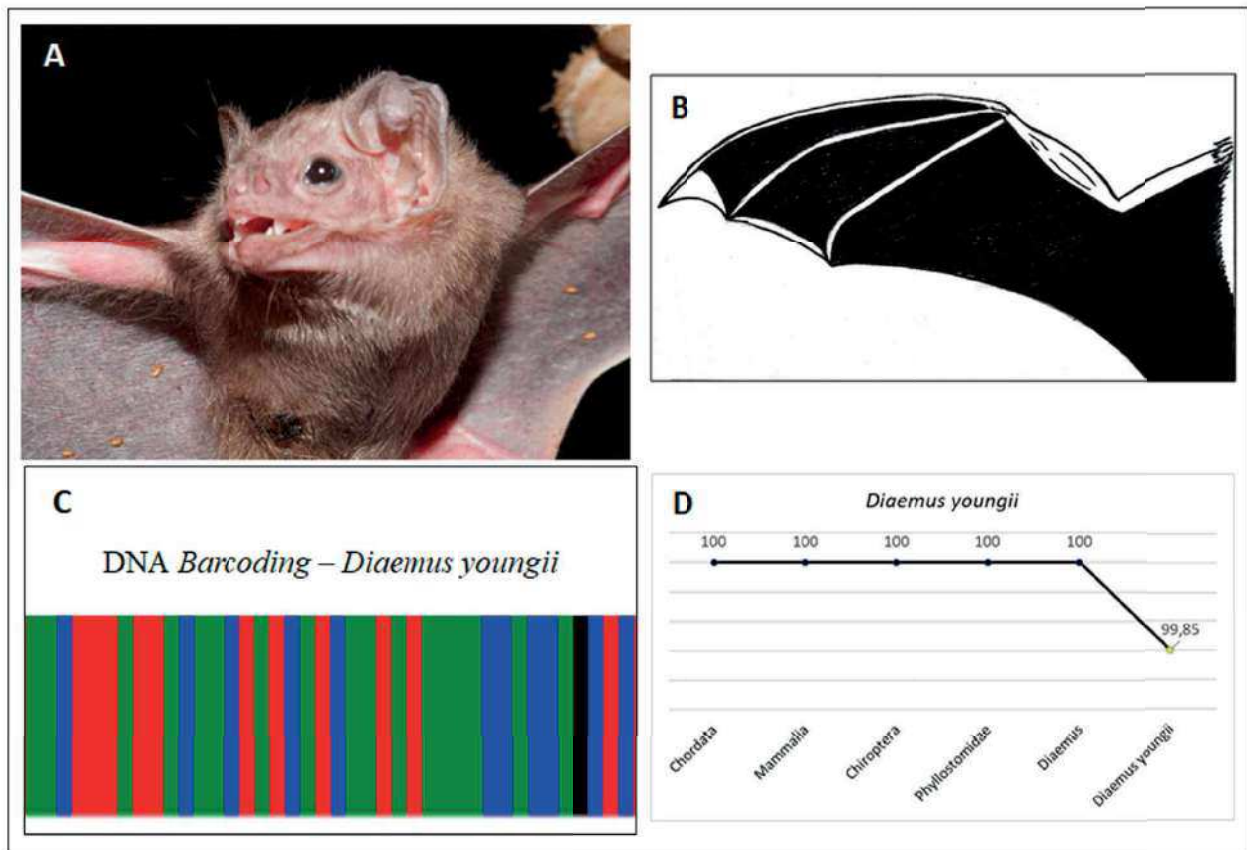 A
B
C
DNA Barcoding – Diaemus youngii
D
Diaemus youngii
100 100 100 100 100
99,85
Chordata
Mammalia
Chiroptera
Phyllostomidae
Diaemus
Diaemus youngii